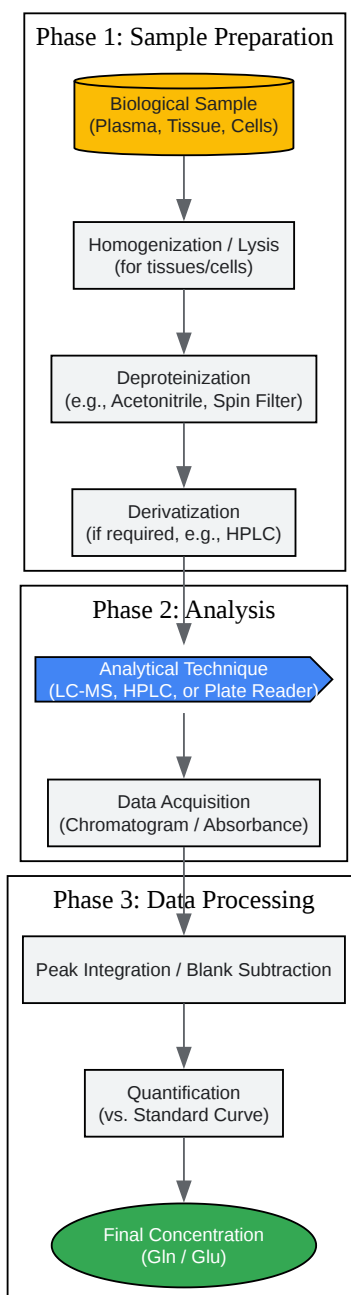 Phase 1: Sample Preparation
Biological Sample
(Plasma, Tissue, Cells)
Homogenization / Lysis
(for tissues/cells)
Deproteinization
(e.g., Acetonitrile, Spin Filter)
Derivatization
(if required, e.g., HPLC)
Phase 2: Analysis
Analytical Technique
(LC-MS, HPLC, or Plate Reader)
Data Acquisition
(Chromatogram / Absorbance)
Phase 3: Data Processing
Peak Integration / Blank Subtraction
Quantification
(vs. Standard Curve)
Final Concentration
(Gln / Glu)